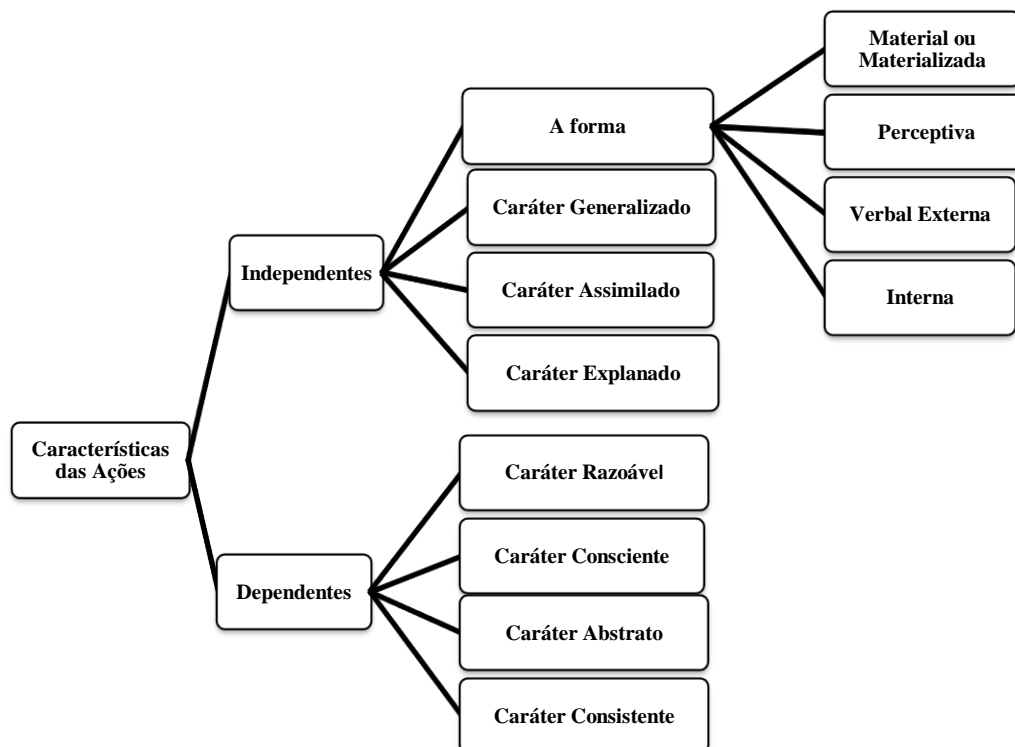 Características
das Ações
Independentes
A forma
Material ou
Materializada
Perceptiva
Verbal Externa
Interna
Caráter Generalizado
Caráter Assimilado
Caráter Explanado
Dependentes
Caráter Razoável
Caráter Consciente
Caráter Abstrato
Caráter Consistente